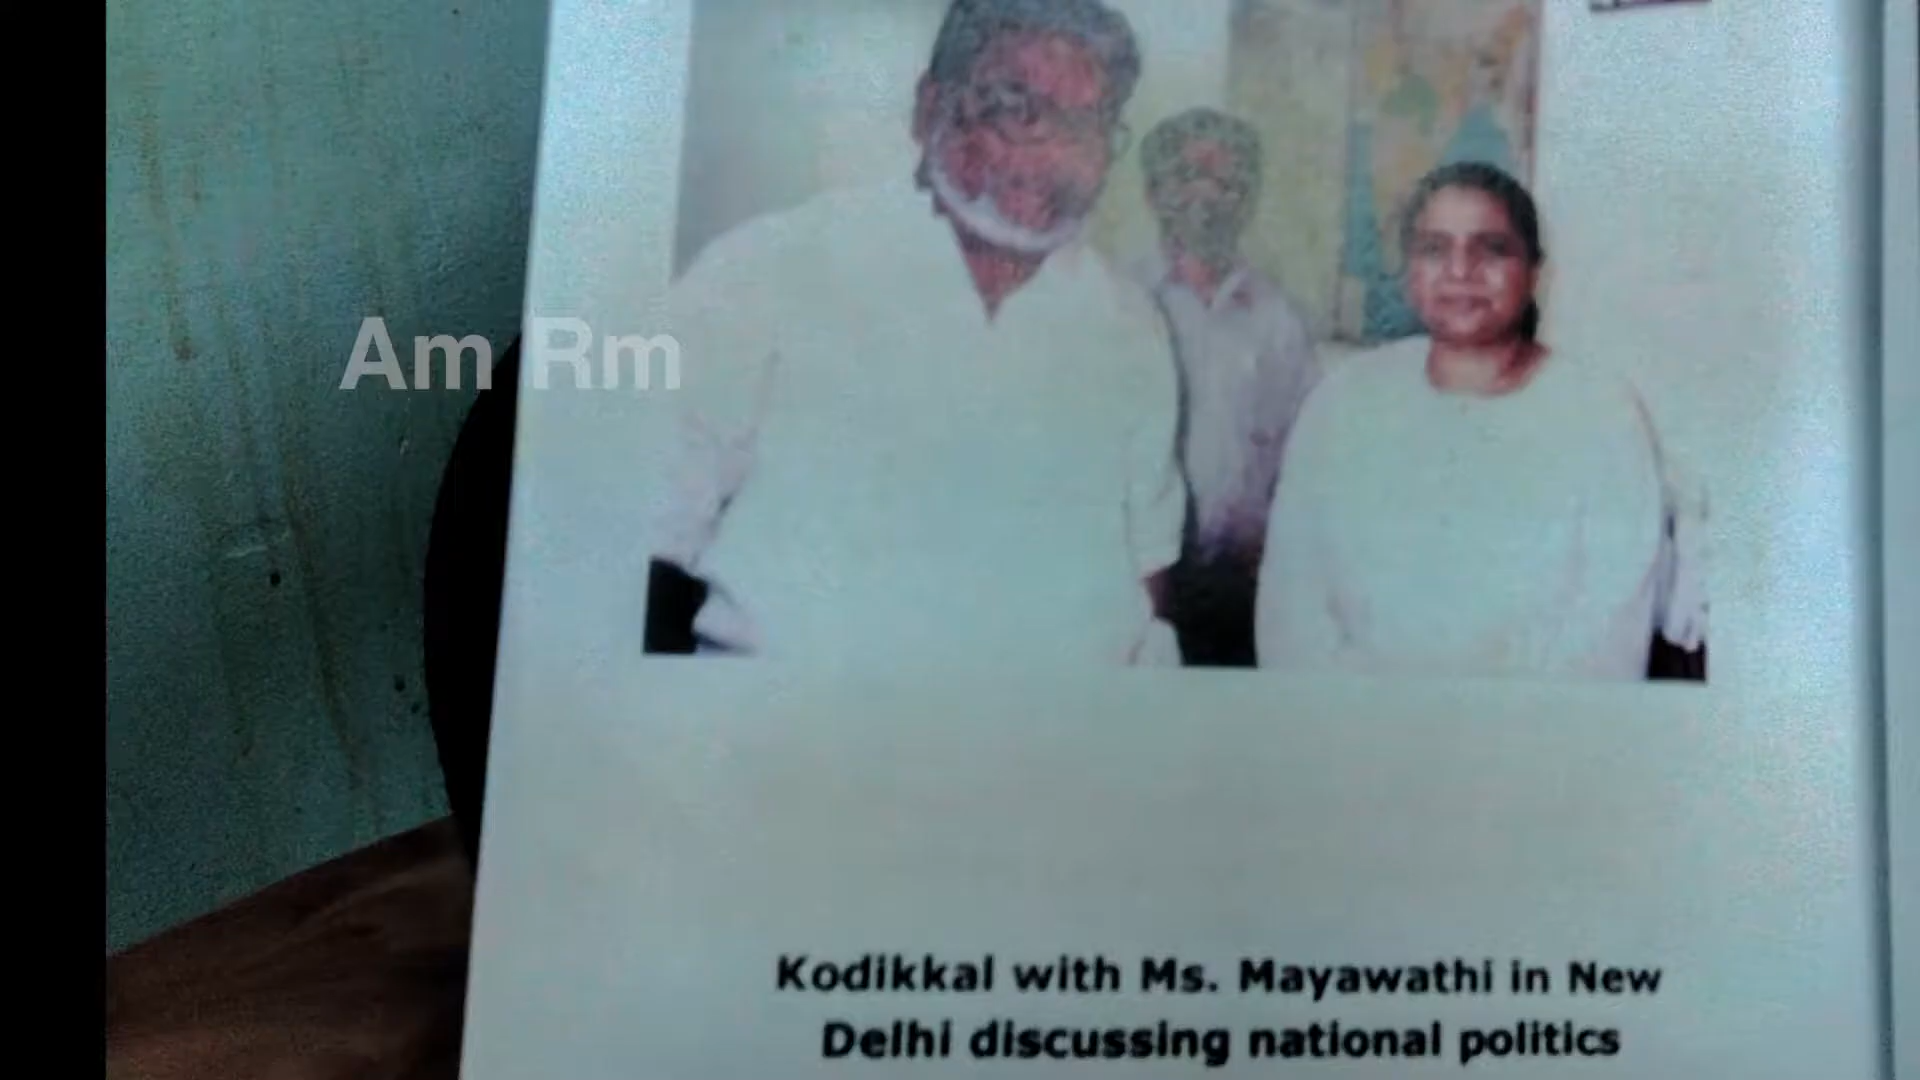 Am Rm
Kodikkal with Ms. Mayawathi in New
Delhi discussing national politics